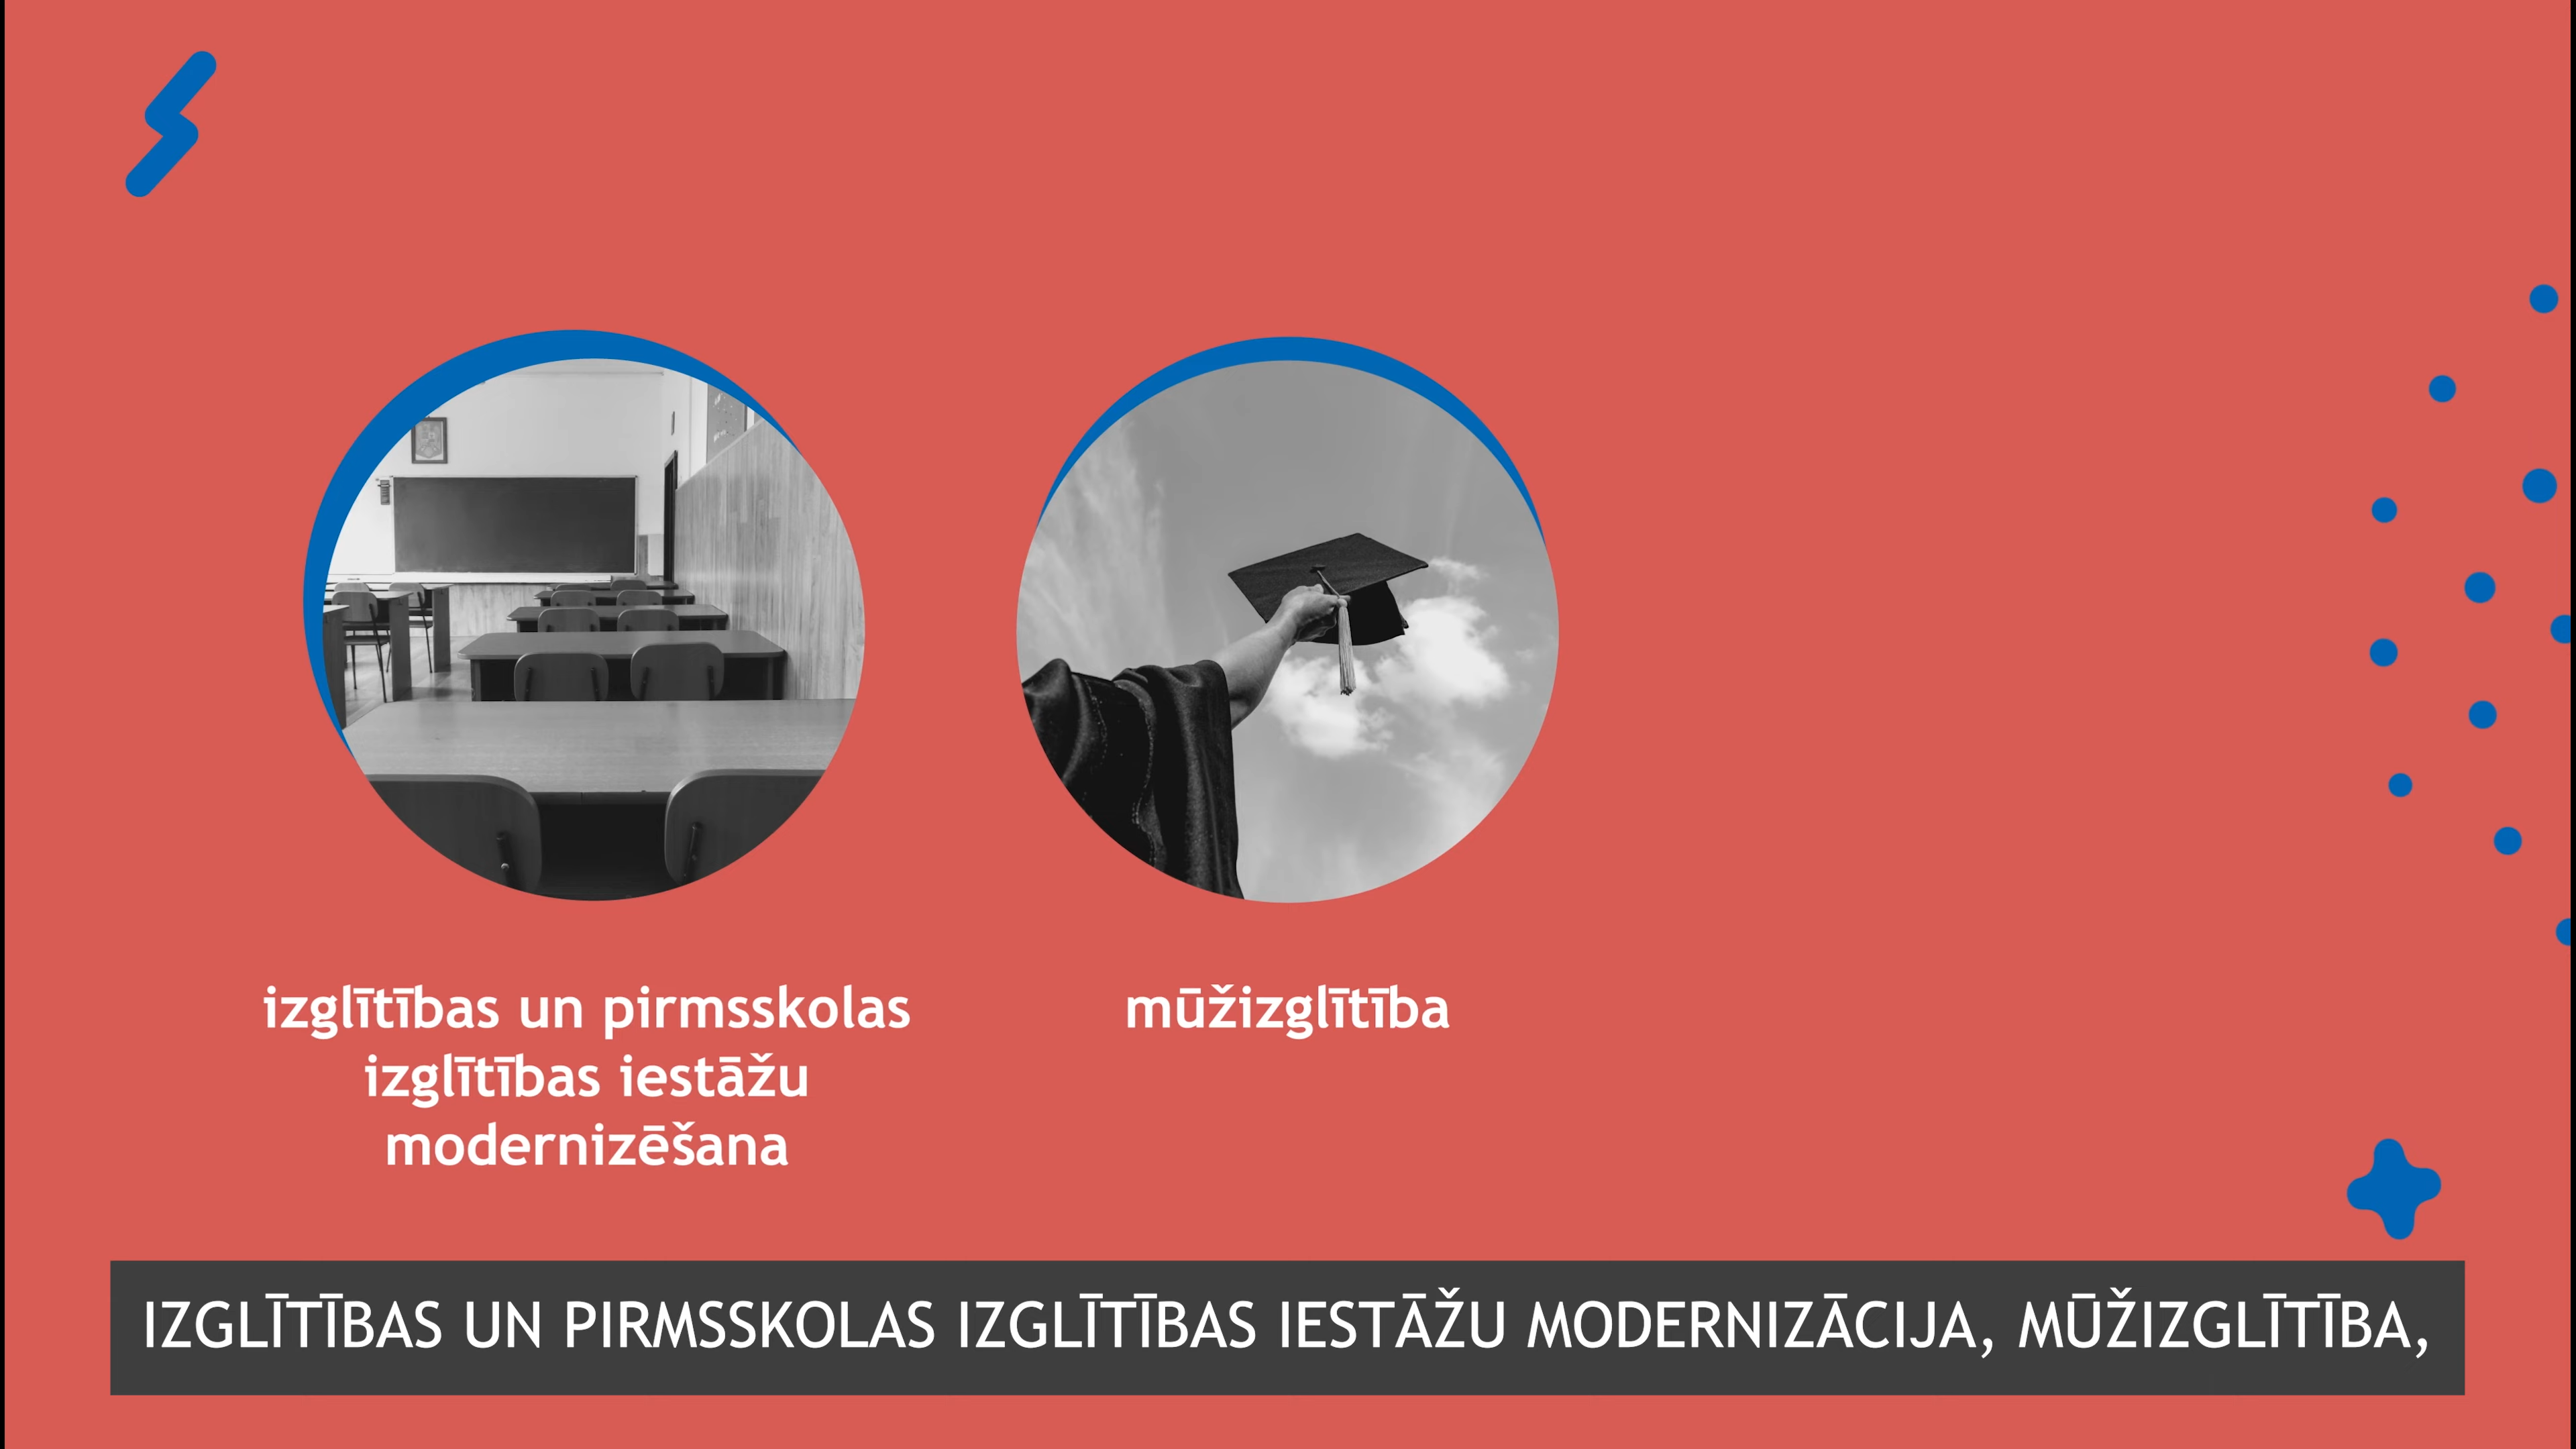 izglītības un pirmsskolas
izglītības iestāžu
modernizēšana
mūžizglītība
IZGLĪTĪBAS UN PIRMSSKOLAS IZGLĪTĪBAS IESTĀŽU MODERNIZĀCIJA, MŪŽIZGLĪTĪBA,